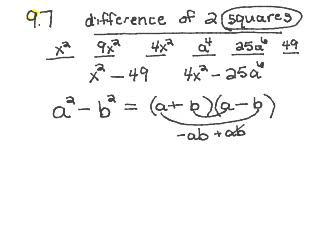 9.7 difference of 2 squares
x² 9x² 4x² a⁴ 25a⁶ 49
x² - 49 4x² - 25a⁶
a² - b² = (a + b)(a - b)
-ab + ab